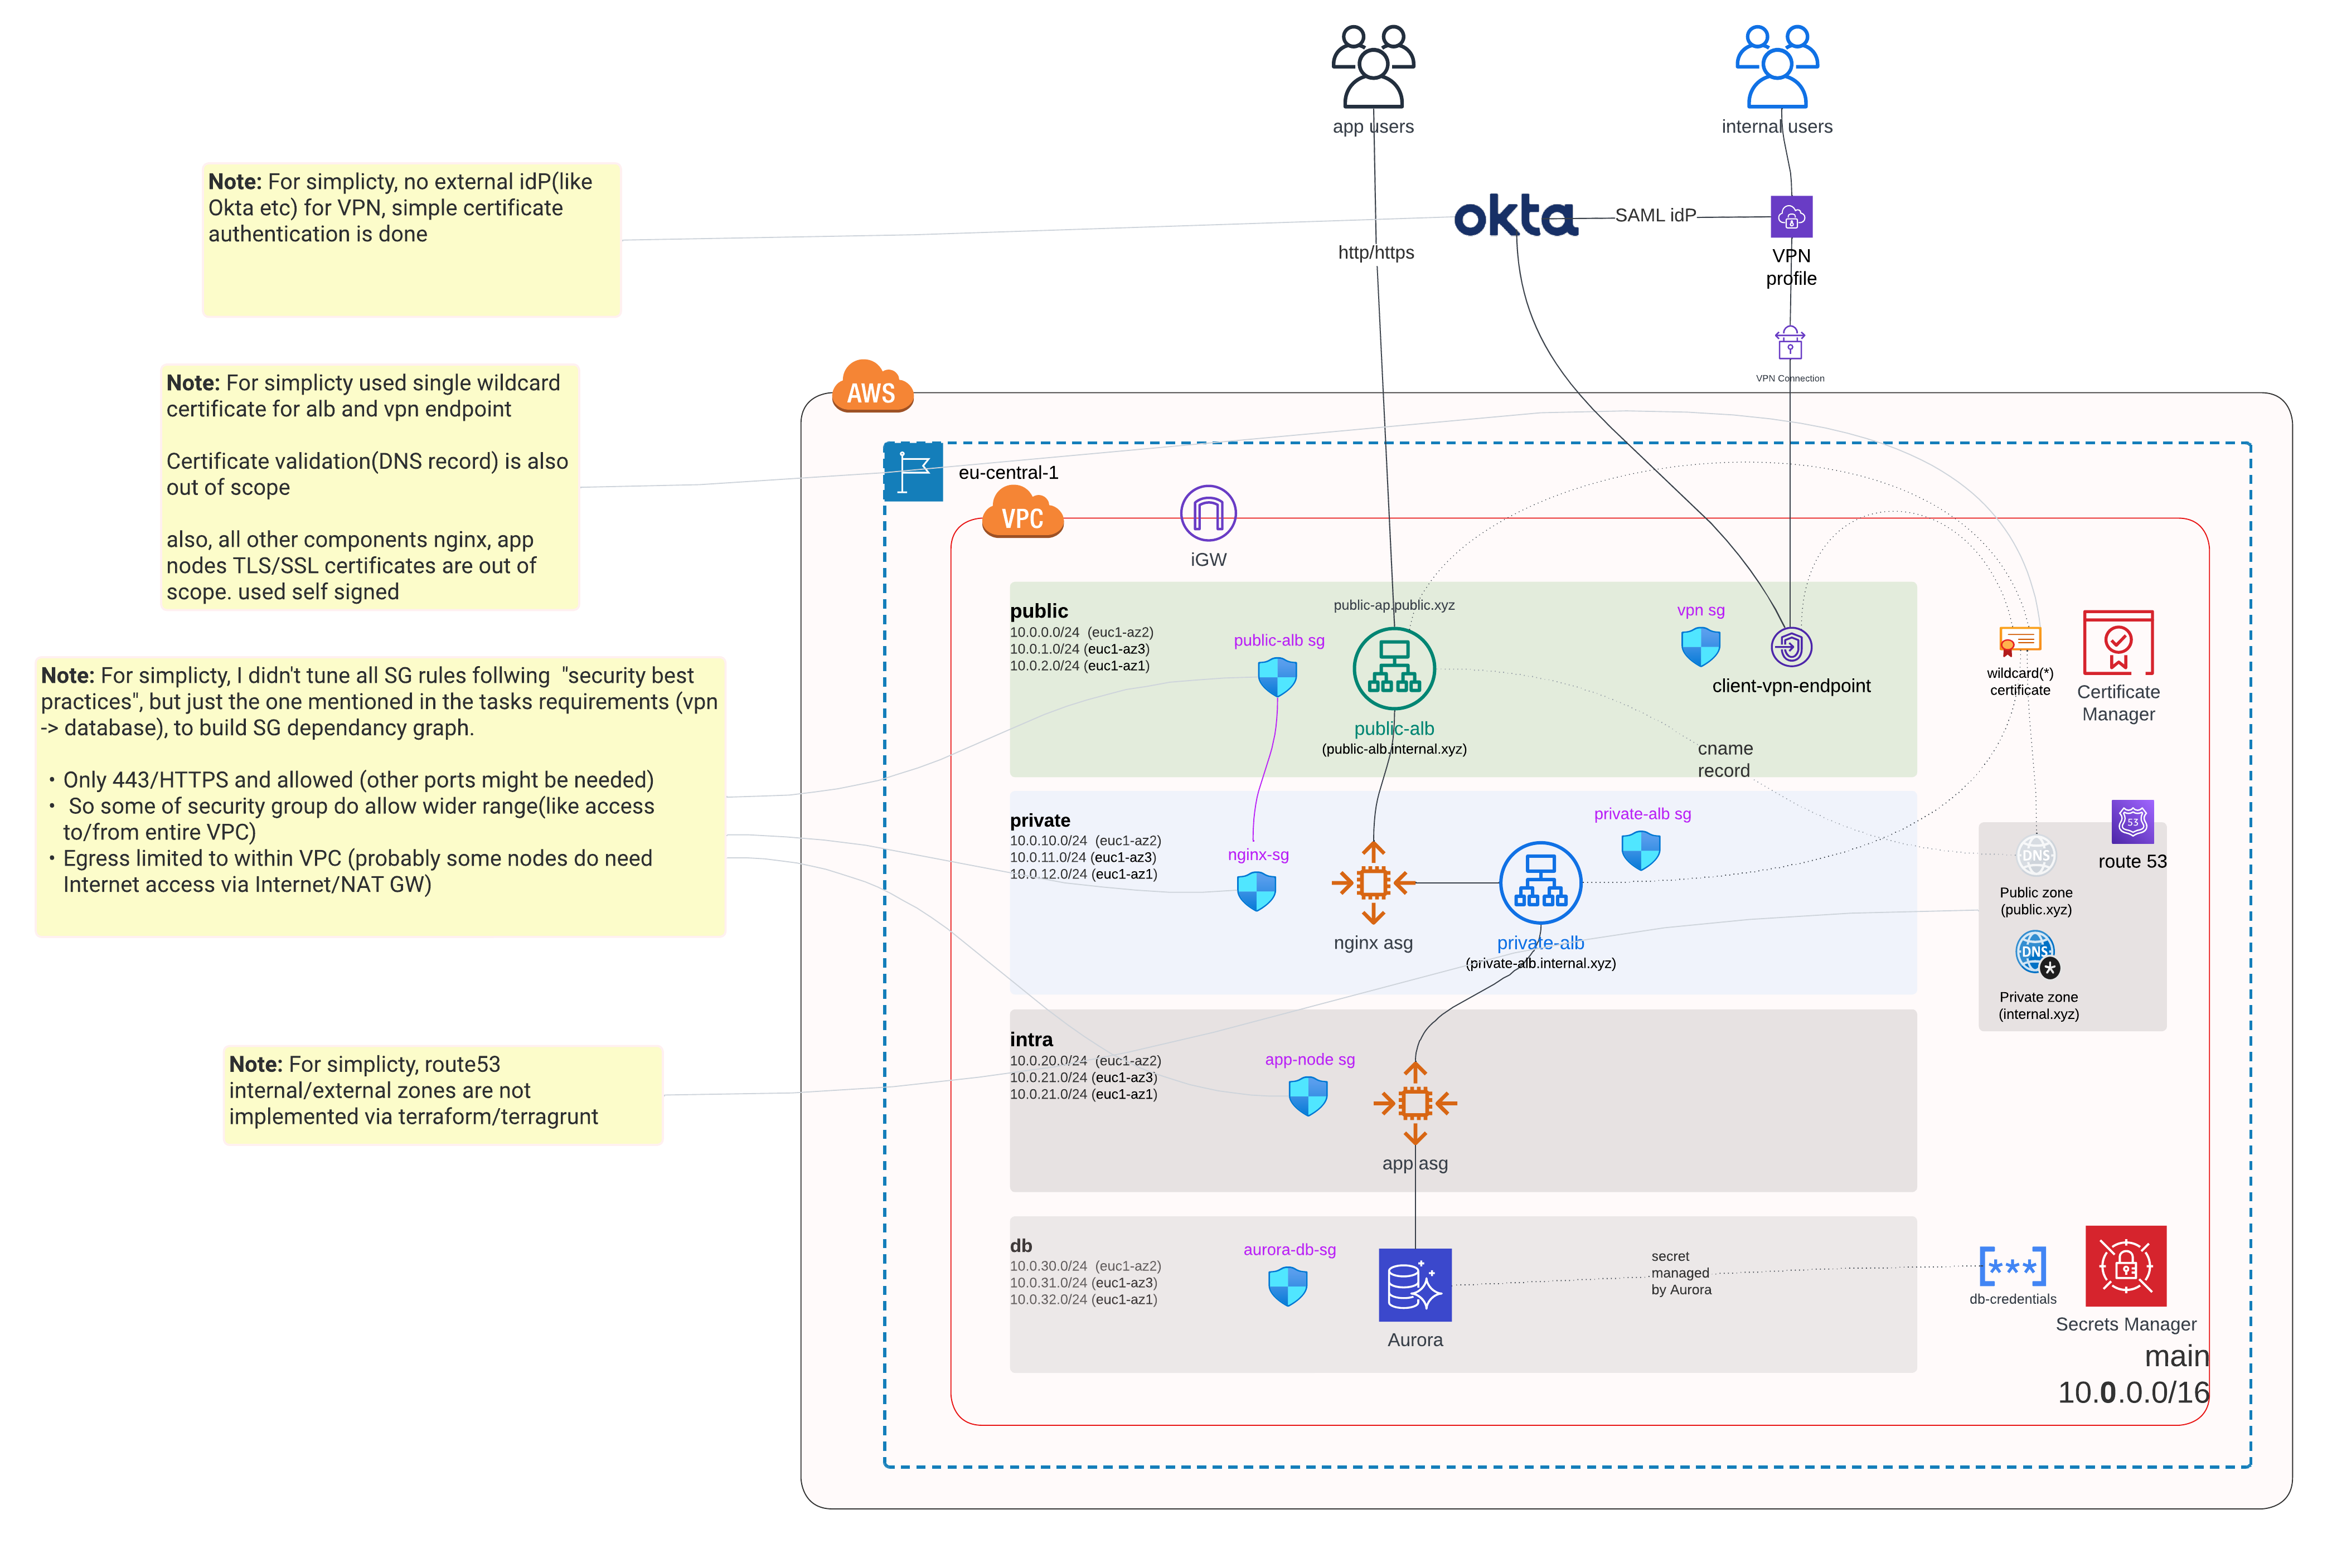 app users
internal users
Note: For simplicty, no external idP(like
Okta etc) for VPN, simple certificate
authentication is done
okta
SAML idP
http/https
VPN
profile
VPN Connection
Note: For simplicty used single wildcard
certificate for alb and vpn endpoint
Certificate validation(DNS record) is also
out of scope
also, all other components nginx, app
nodes TLS/SSL certificates are out of
scope. used self signed
AWS
eu-central-1
VPC
iGW
public
10.0.0.0/24 (euc1-az2)
10.0.1.0/24 (euc1-az3)
10.0.2.0/24 (euc1-az1)
public-alb sg
public-ap.public.xyz
public-alb
(public-alb.internal.xyz)
vpn sg
client-vpn-endpoint
wildcard(*)
certificate
Certificate
Manager
cname
record
Note: For simplicty, I didn't tune all SG rules follwing "security best
practices", but just the one mentioned in the tasks requirements (vpn
-> database), to build SG dependancy graph.
• Only 443/HTTPS and allowed (other ports might be needed)
• So some of security group do allow wider range(like access
to/from entire VPC)
• Egress limited to within VPC (probably some nodes do need
Internet access via Internet/NAT GW)
private
10.0.10.0/24 (euc1-az2)
10.0.11.0/24 (euc1-az3)
10.0.12.0/24 (euc1-az1)
nginx-sg
nginx asg
private-alb sg
private-alb
(private-alb.internal.xyz)
53
route 53
DNS
Public zone
(public.xyz)
DNS
*
Private zone
(internal.xyz)
Note: For simplicty, route53
internal/external zones are not
implemented via terraform/terragrunt
intra
10.0.20.0/24 (euc1-az2)
10.0.21.0/24 (euc1-az3)
10.0.21.0/24 (euc1-az1)
app-node sg
app asg
db
10.0.30.0/24 (euc1-az2)
10.0.31.0/24 (euc1-az3)
10.0.32.0/24 (euc1-az1)
aurora-db-sg
Aurora
secret
managed
by Aurora
[***]
db-credentials
Secrets Manager
main
10.0.0.0/16